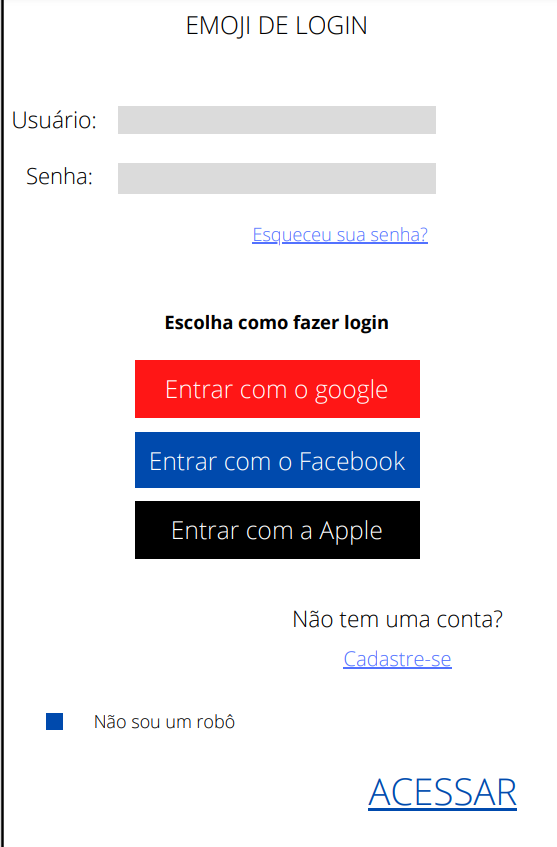 EMOJI DE LOGIN
Usuário:
Senha:
Esqueceu sua senha?
Escolha como fazer login
Entrar com o google
Entrar com o Facebook
Entrar com a Apple
Não tem uma conta?
Cadastre-se
Não sou um robô
ACESSAR